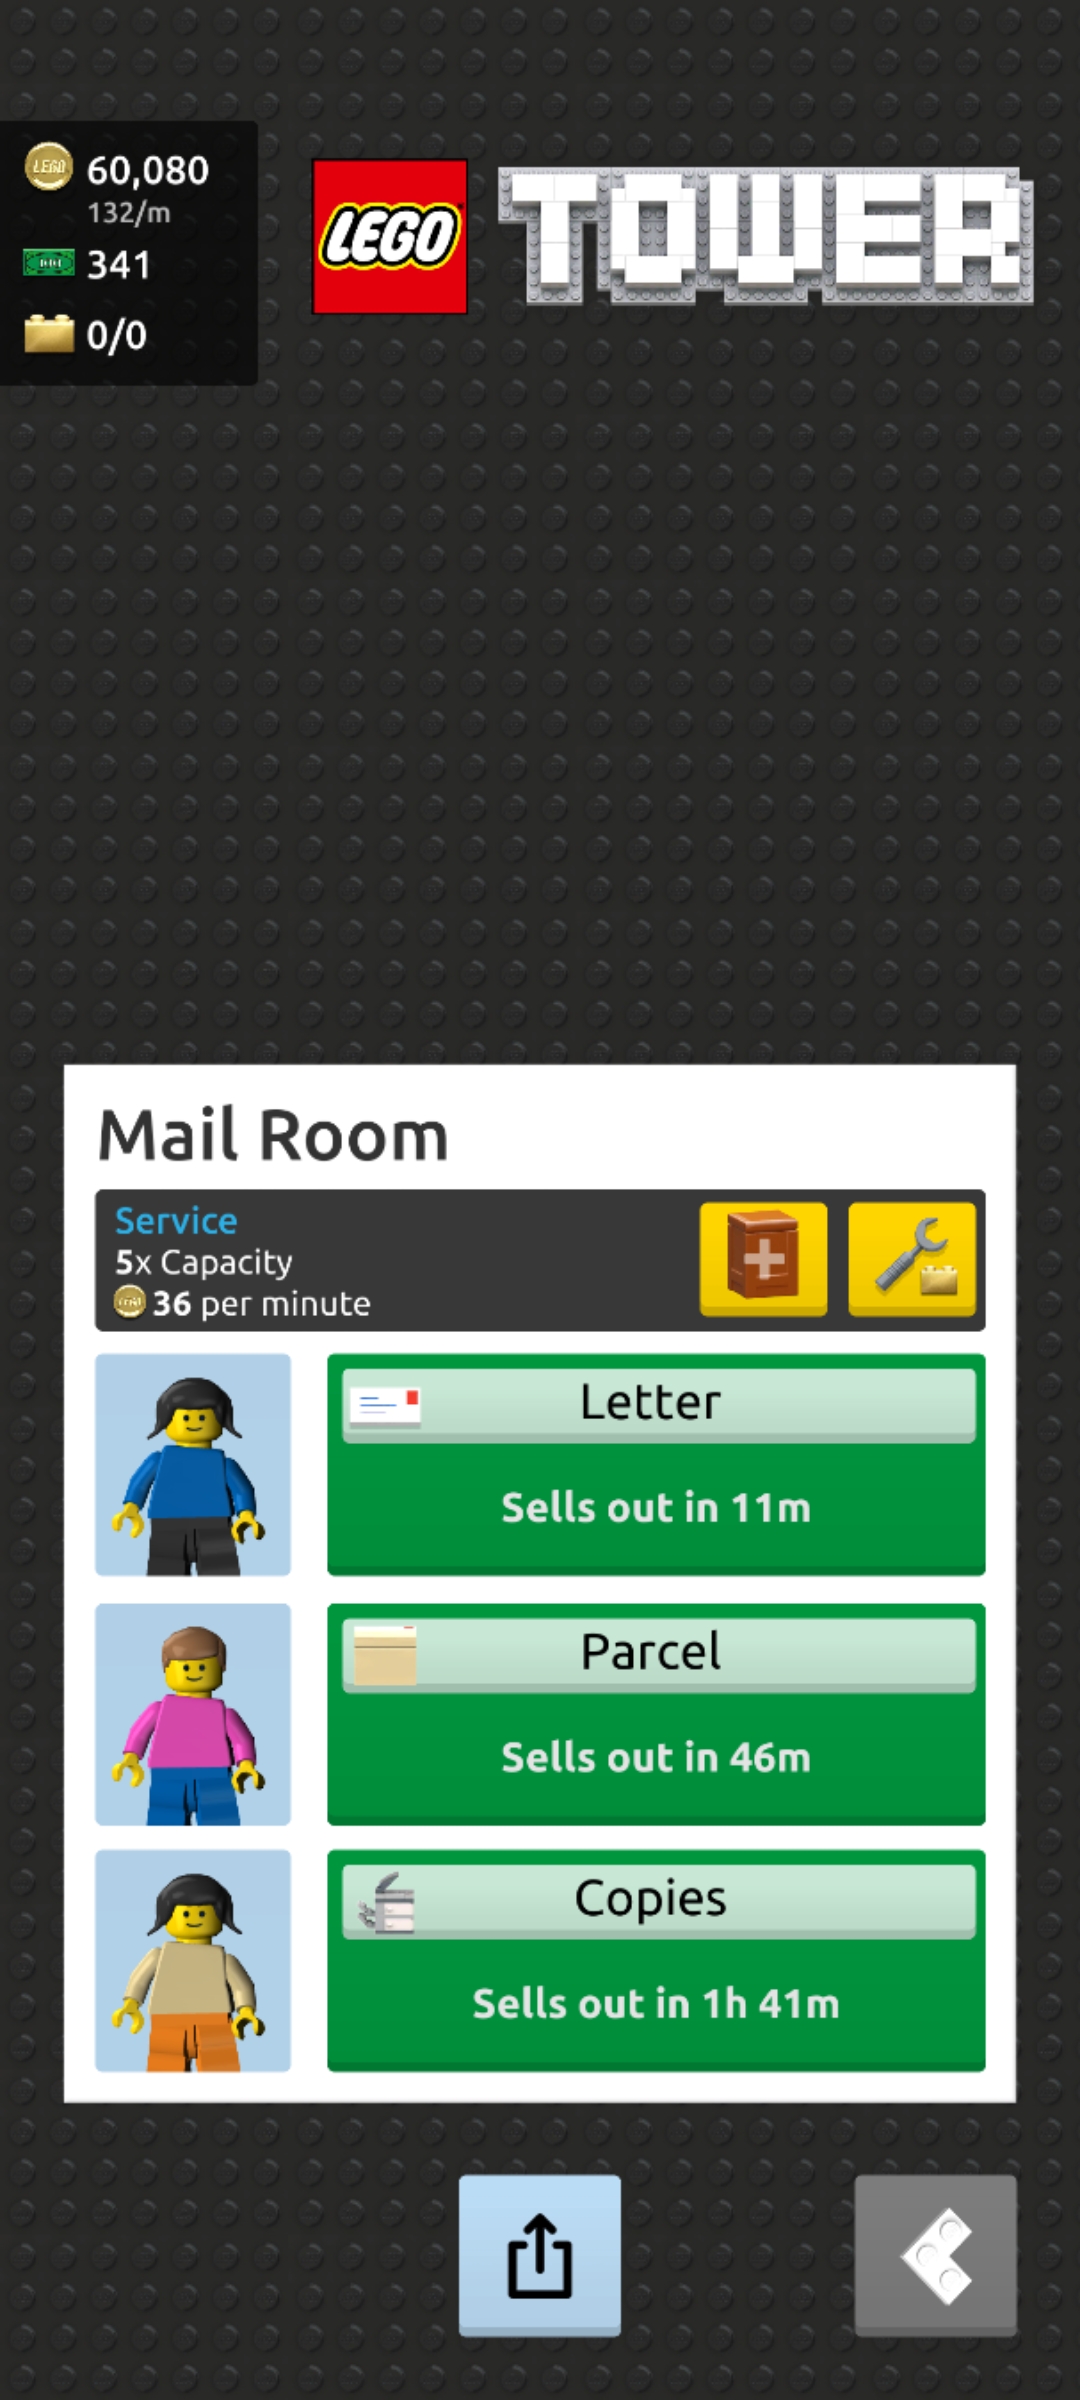 60,080
132/m
341
0/0
LEGO TOWER
Mail Room
Service
5x Capacity
36 per minute
Letter
Sells out in 11m
Parcel
Sells out in 46m
Copies
Sells out in 1h 41m